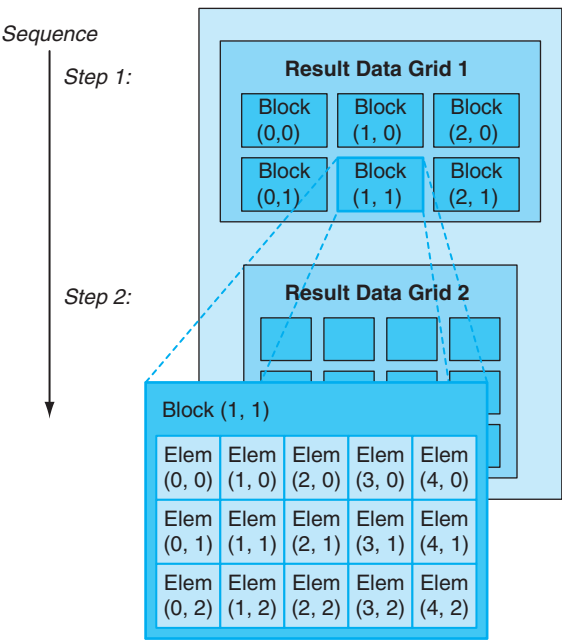 Sequence
Step 1:
Result Data Grid 1
Block Block Block
(0,0) (1, 0) (2, 0)
Block Block Block
(0,1) (1, 1) (2, 1)
Step 2:
Result Data Grid 2
Block (1, 1)
Elem Elem Elem Elem Elem
(0, 0) (1, 0) (2, 0) (3, 0) (4, 0)
Elem Elem Elem Elem Elem
(0, 1) (1, 1) (2, 1) (3, 1) (4, 1)
Elem Elem Elem Elem Elem
(0, 2) (1, 2) (2, 2) (3, 2) (4, 2)